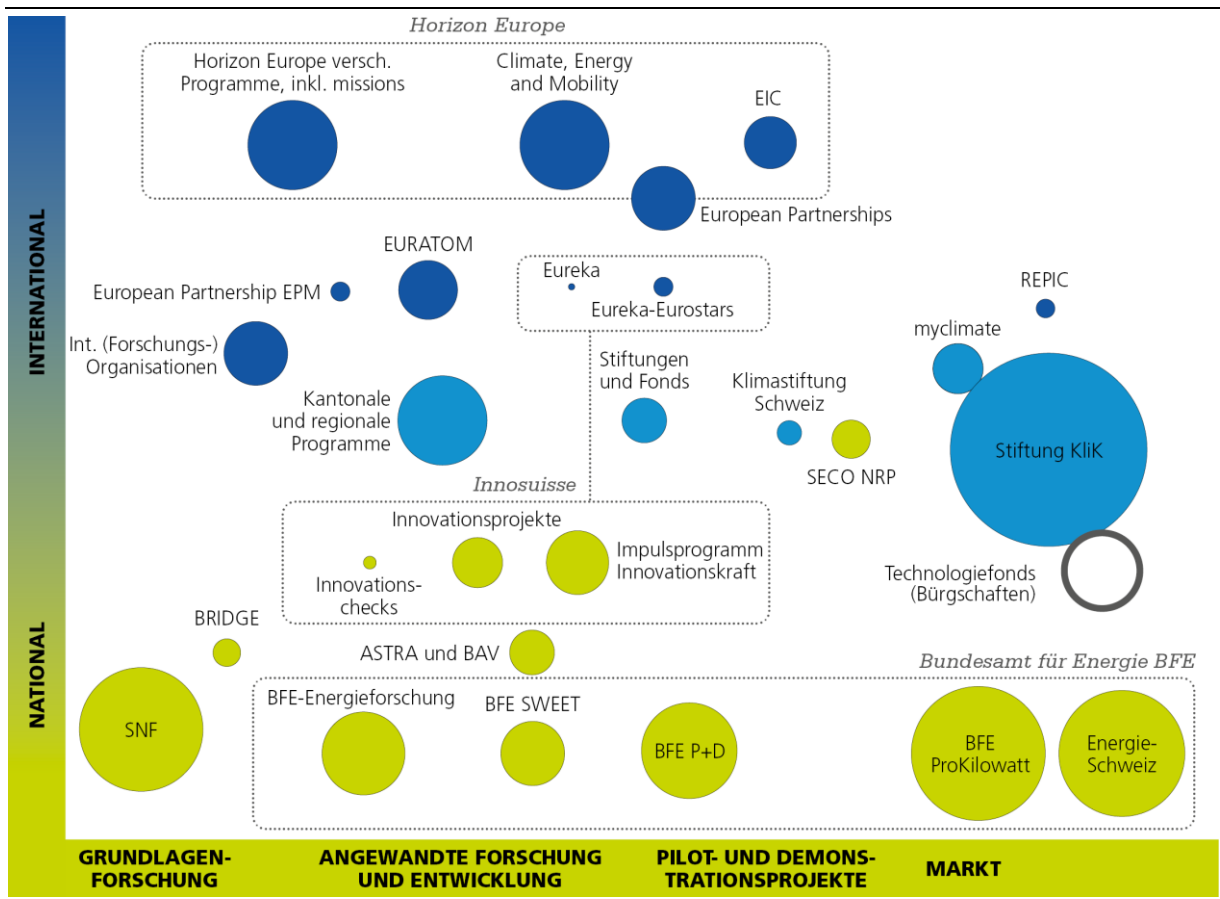 Horizon Europe
Horizon Europe versch.
Programme, inkl. missions
Climate, Energy
and Mobility
EIC
European Partnerships
EURATOM
European Partnership EPM
Eureka
Eureka-Eurostars
REPIC
Int. (Forschungs-)
Organisationen
myclimate
Stiftungen
und Fonds
Klimastiftung
Schweiz
Kantonale
und regionale
Programme
Stiftung KliK
SECO NRP
Innosuisse
Innovationsprojekte
Impulsprogramm
Innovationskraft
Innovations-
checks
Technologiefonds
(Bürgschaften)
BRIDGE
ASTRA und BAV
Bundesamt für Energie BFE
BFE-Energieforschung
BFE SWEET
SNF
BFE P+D
BFE
ProKilowatt
Energie-
Schweiz
INTERNATIONAL
NATIONAL
GRUNDLAGEN-
FORSCHUNG
ANGEWANDTE FORSCHUNG
UND ENTWICKLUNG
PILOT- UND DEMONS-
TRATIONSPROJEKTE
MARKT